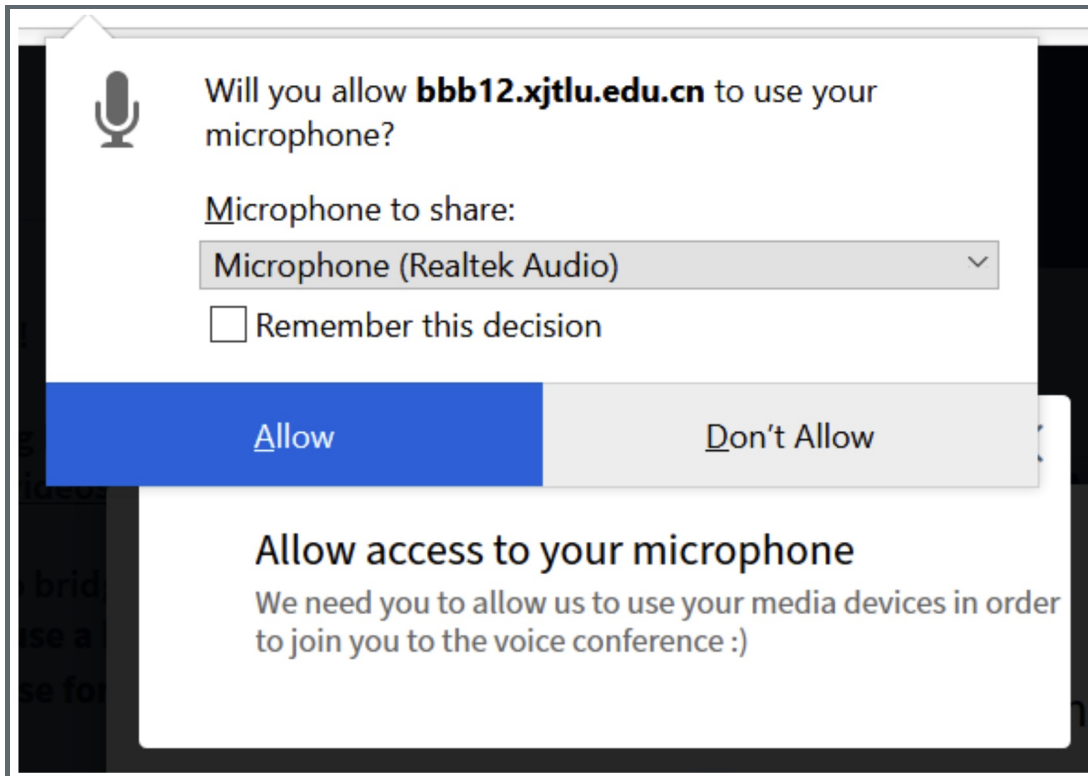 Will you allow bbb12.xjtlu.edu.cn to use your
microphone?
Microphone to share:
Microphone (Realtek Audio)
Remember this decision
Allow
Don't Allow
Allow access to your microphone
We need you to allow us to use your media devices in order
to join you to the voice conference :)